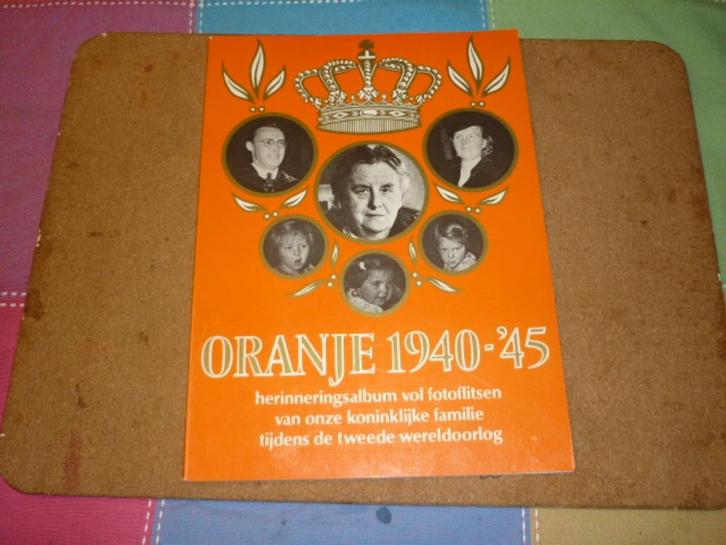 ORANJE 1940-'45
herinneringsalbum vol fotoflitsen
van onze koninklijke familie
tijdens de tweede wereldoorlog